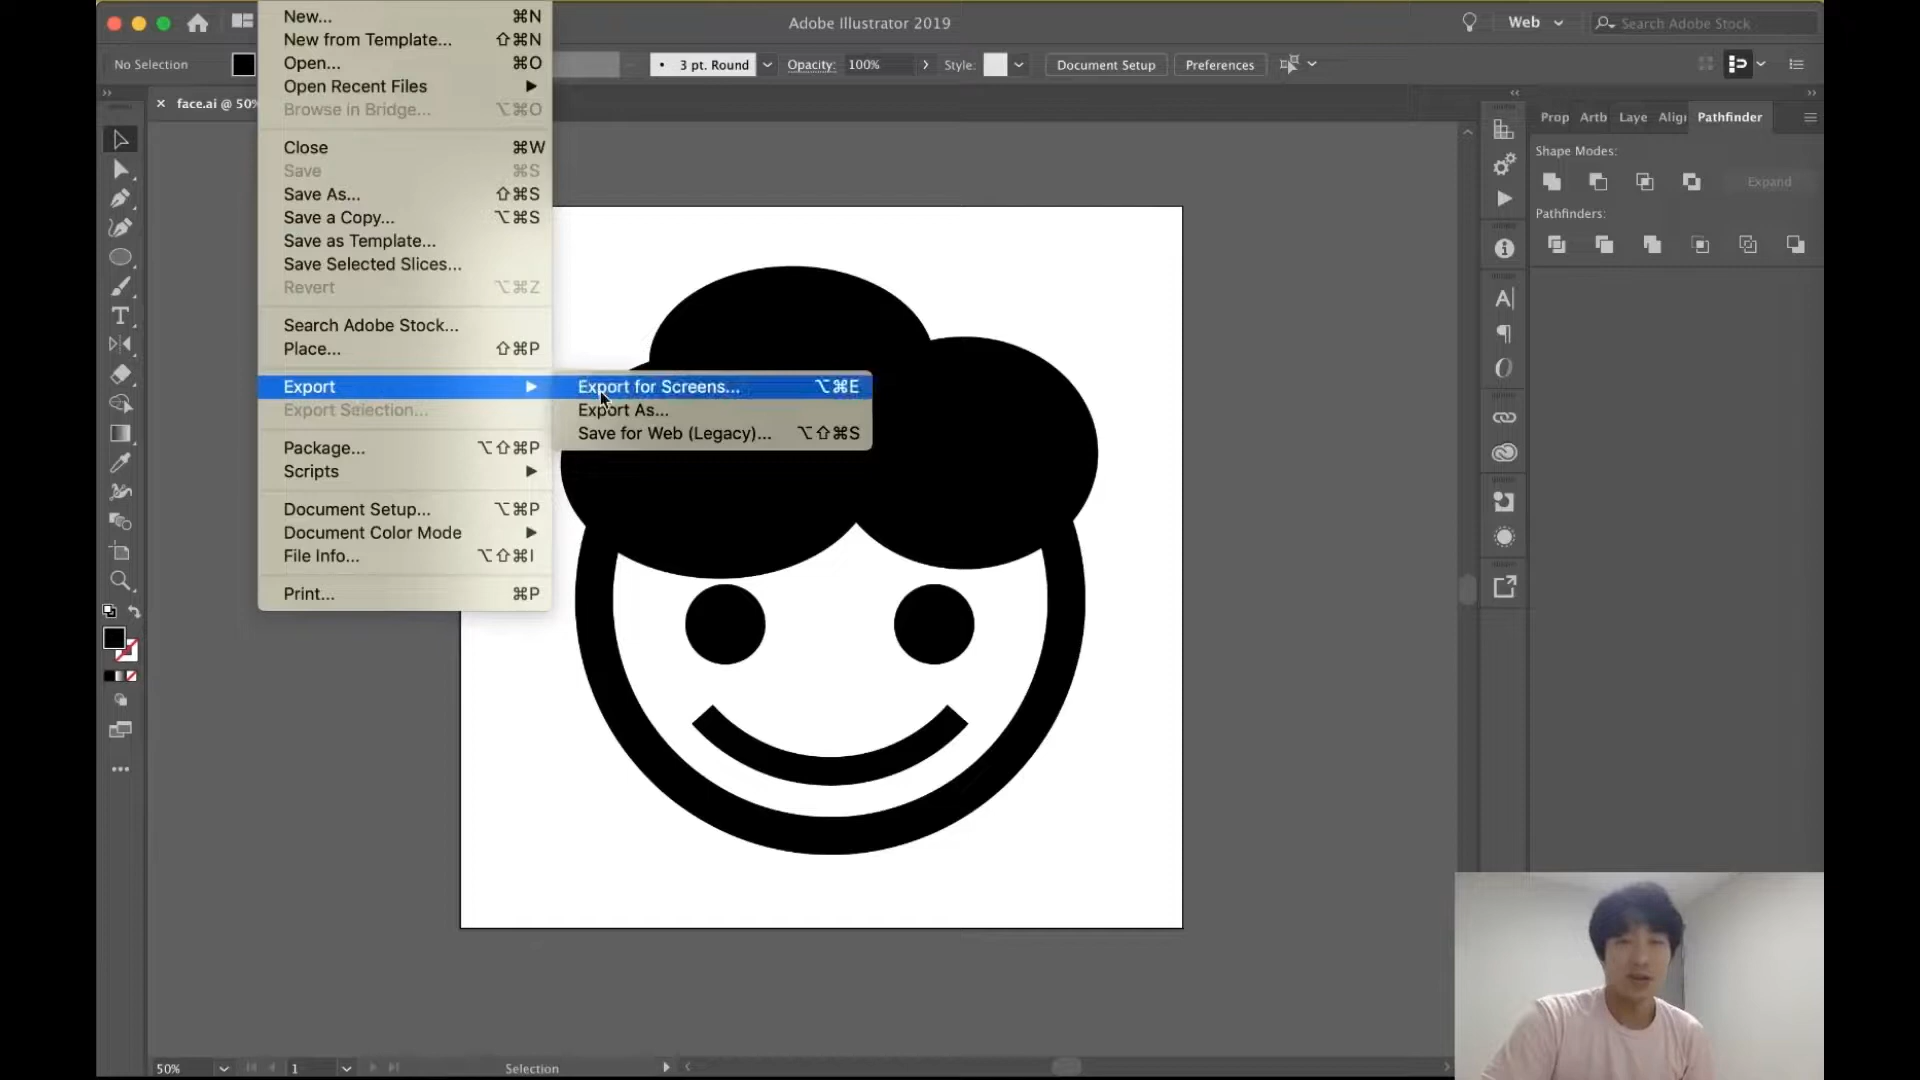 Adobe Illustrator 2019
Web
Search Adobe Stock
No Selection
3 pt. Round
Opacity:
100%
Style:
Document Setup
Preferences
face.ai @ 50%
New... ⌘N
New from Template... ⇧⌘N
Open... ⌘O
Open Recent Files
Browse in Bridge... ⌥⌘O
Close ⌘W
Save ⌘S
Save As... ⇧⌘S
Save a Copy... ⌥⌘S
Save as Template...
Save Selected Slices...
Revert ⌥⌘Z
Search Adobe Stock...
Place... ⇧⌘P
Export
Export Selection...
Package... ⌥⇧⌘P
Scripts
Document Setup... ⌥⌘P
Document Color Mode
File Info... ⌥⇧⌘I
Print... ⌘P
Export for Screens... ⌥⌘E
Export As...
Save for Web (Legacy)... ⌥⇧⌘S
Prop Artb Laye Align Pathfinder
Shape Modes:
Expand
Pathfinders:
50%
1
Selection